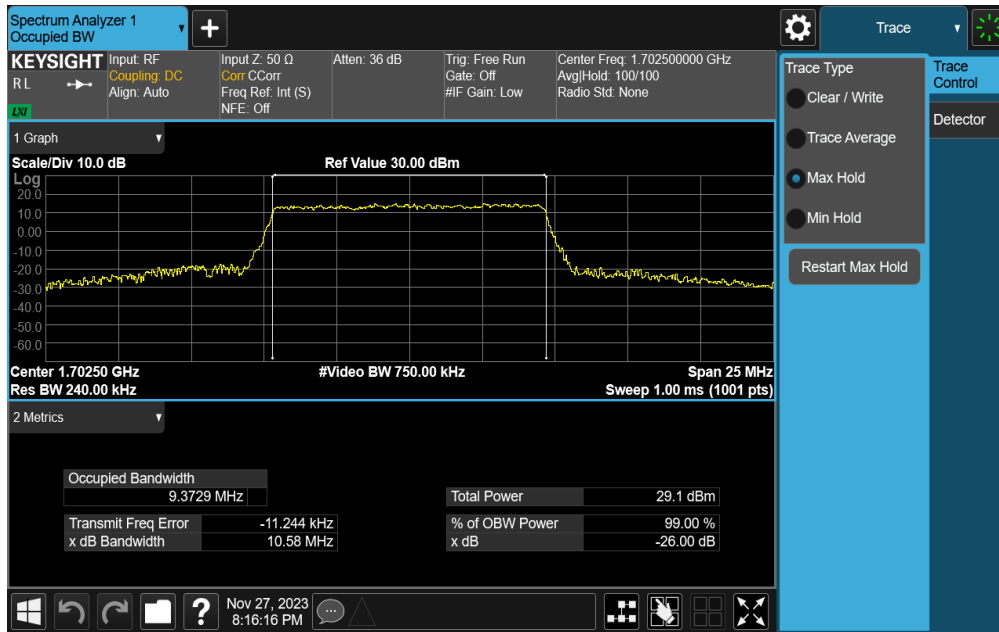 Spectrum Analyzer 1
Occupied BW
+
Trace
KEYSIGHT
RL
LXI
Input: RF
Coupling: DC
Align: Auto
Input Z: 50 Ω
Corr CCorr
Freq Ref: Int (S)
NFE: Off
Atten: 36 dB
Trig: Free Run
Gate: Off
#IF Gain: Low
Center Freq: 1.702500000 GHz
Avg|Hold: 100/100
Radio Std: None
Trace Type
Clear / Write
Trace Average
Max Hold
Min Hold
Restart Max Hold
Trace
Control
Detector
1 Graph
Scale/Div 10.0 dB
Ref Value 30.00 dBm
Log
20.0
10.0
0.00
-10.0
-20.0
-30.0
-40.0
-50.0
-60.0
Center 1.70250 GHz
#Video BW 750.00 kHz
Span 25 MHz
Res BW 240.00 kHz
Sweep 1.00 ms (1001 pts)
2 Metrics
Occupied Bandwidth
9.3729 MHz
Total Power 29.1 dBm
Transmit Freq Error -11.244 kHz
% of OBW Power 99.00 %
x dB Bandwidth 10.58 MHz
x dB -26.00 dB
?
Nov 27, 2023
8:16:16 PM